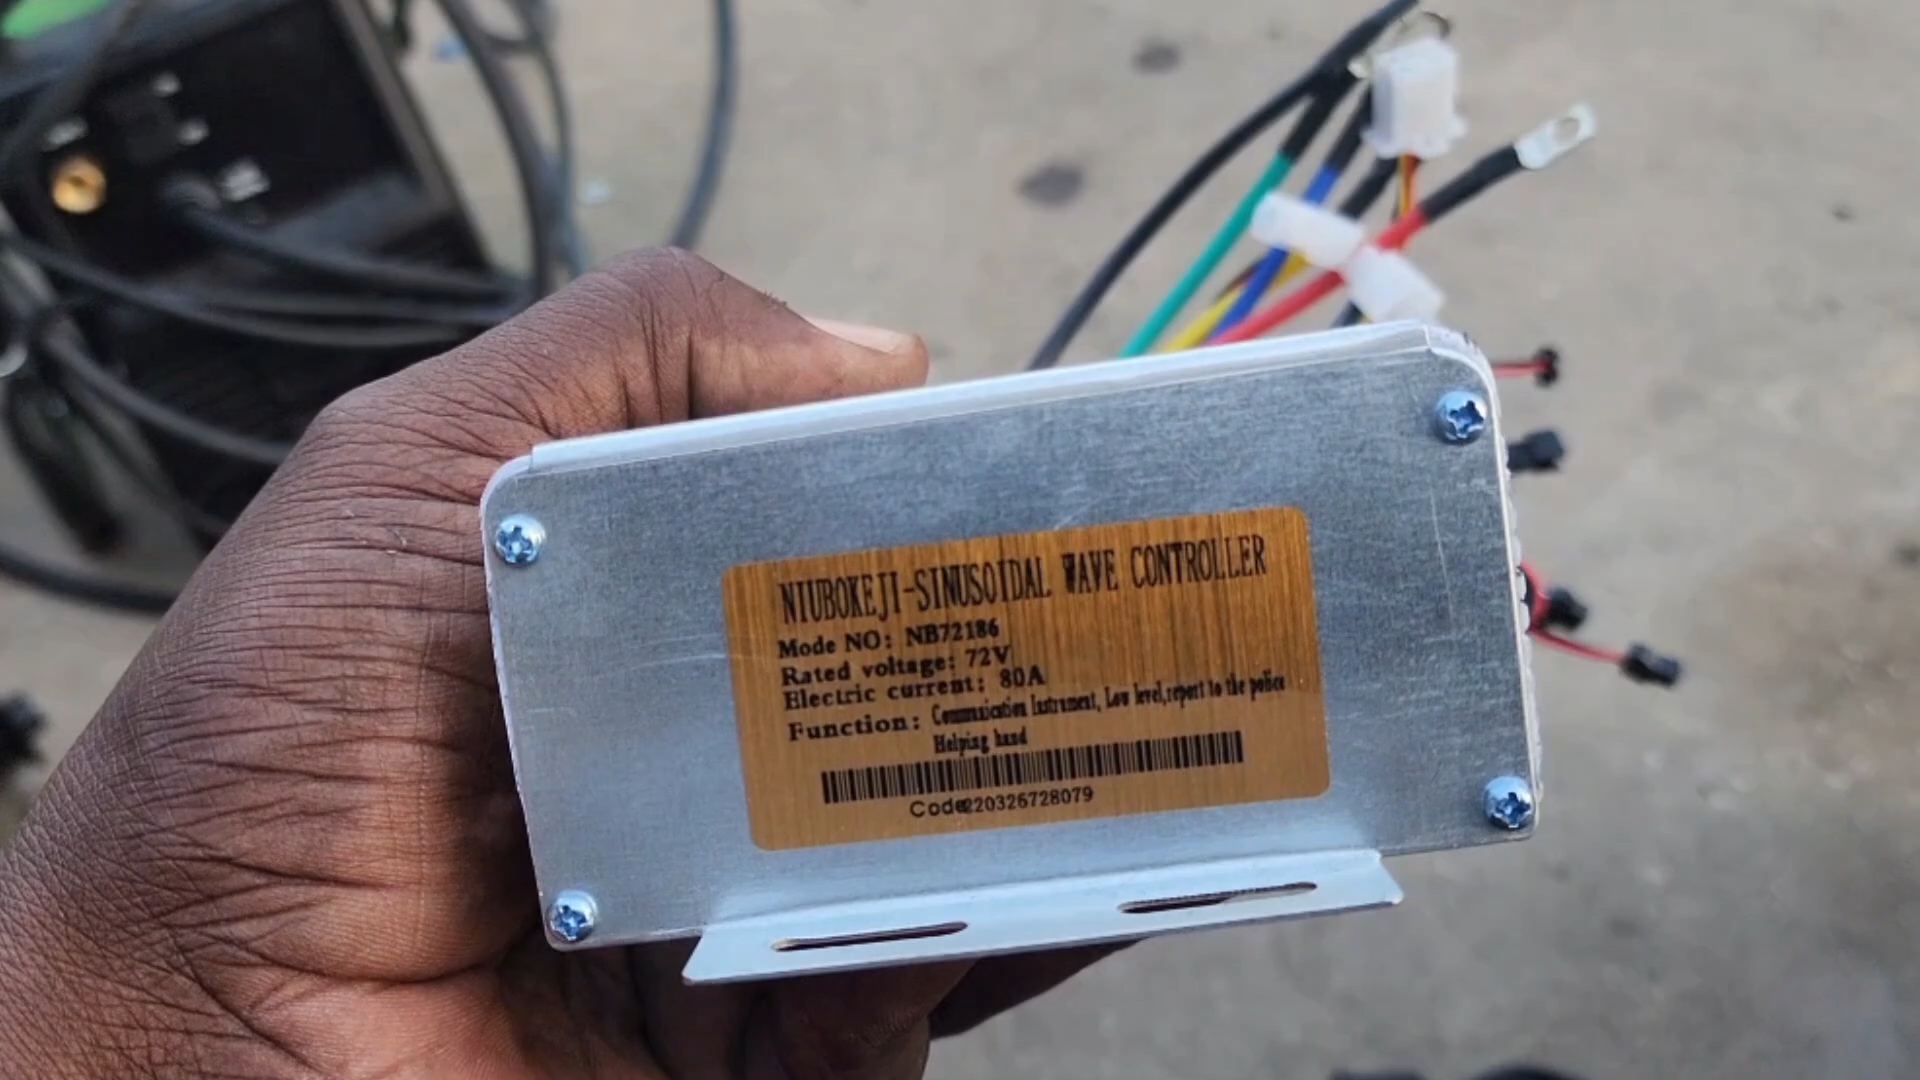 NIUBOKEJI-SINUSOIDAL WAVE CONTROLLER
Mode NO: NB72186
Rated voltage: 72V
Electric current: 80A
Function: Communication Instrument, Low level,repert to the police
Helping hand
Code220326728079